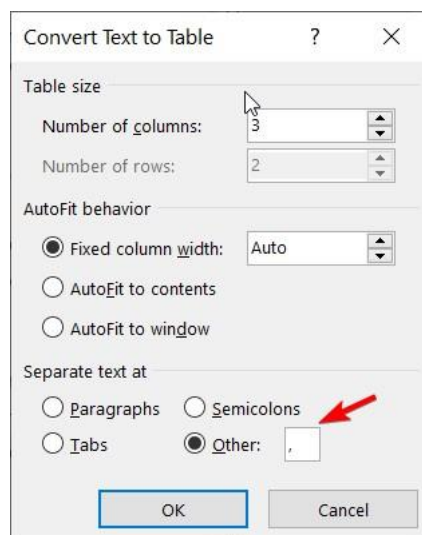 Convert Text to Table ?
Table size
Number of columns: 3
Number of rows: 2
AutoFit behavior
Fixed column width: Auto
AutoFit to contents
AutoFit to window
Separate text at
Paragraphs Semicolons
Tabs Other: ,
OK Cancel